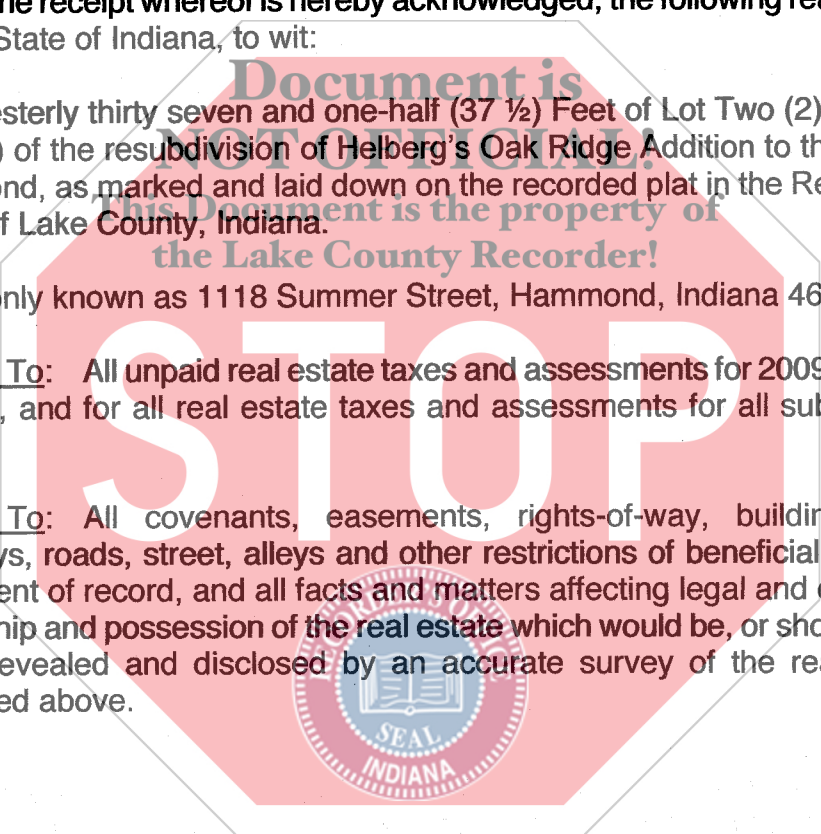 the receipt whereof is hereby acknowledged, the following rea
State of Indiana, to wit:
Document is
esterly thirty seven and one-half (37 ½) Feet of Lot Two (2)
NOT OFFICIAL!
) of the resubdivision of Helberg's Oak Ridge Addition to th
ond, as marked and laid down on the recorded plat in the Re
This Document is the property of
f Lake County, Indiana.
the Lake County Recorder!
only known as 1118 Summer Street, Hammond, Indiana 46
STOP
To: All unpaid real estate taxes and assessments for 2009
, and for all real estate taxes and assessments for all sub
To: All covenants, easements, rights-of-way, buildin
ys, roads, street, alleys and other restrictions of beneficial
ent of record, and all facts and matters affecting legal and
hip and possession of the real estate which would be, or sho
evealed and disclosed by an accurate survey of the rea
ed above.
SEAL
INDIANA